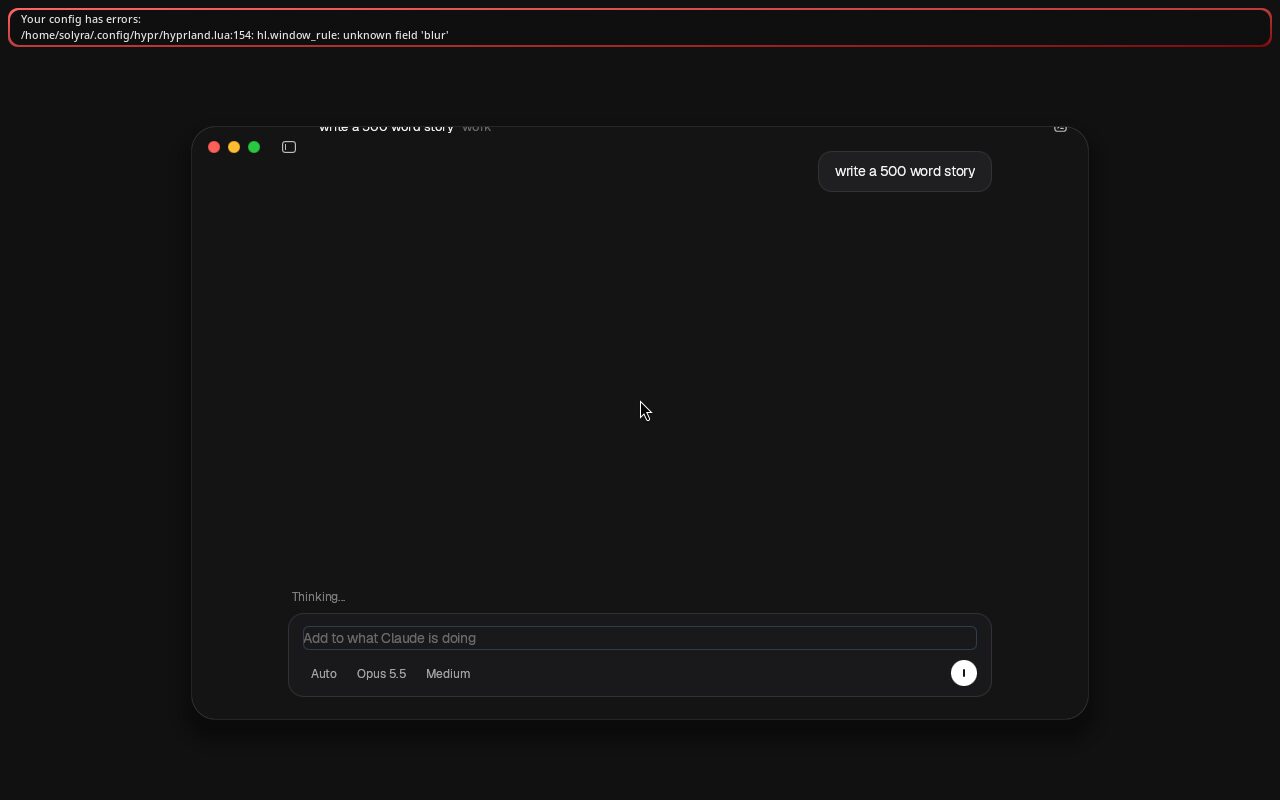 Your config has errors:
/home/solyra/.config/hypr/hyprland.lua:154: hl.window_rule: unknown field 'blur'
write a 500 word story work
write a 500 word story
Thinking...
Add to what Claude is doing
Auto Opus 5.5 Medium